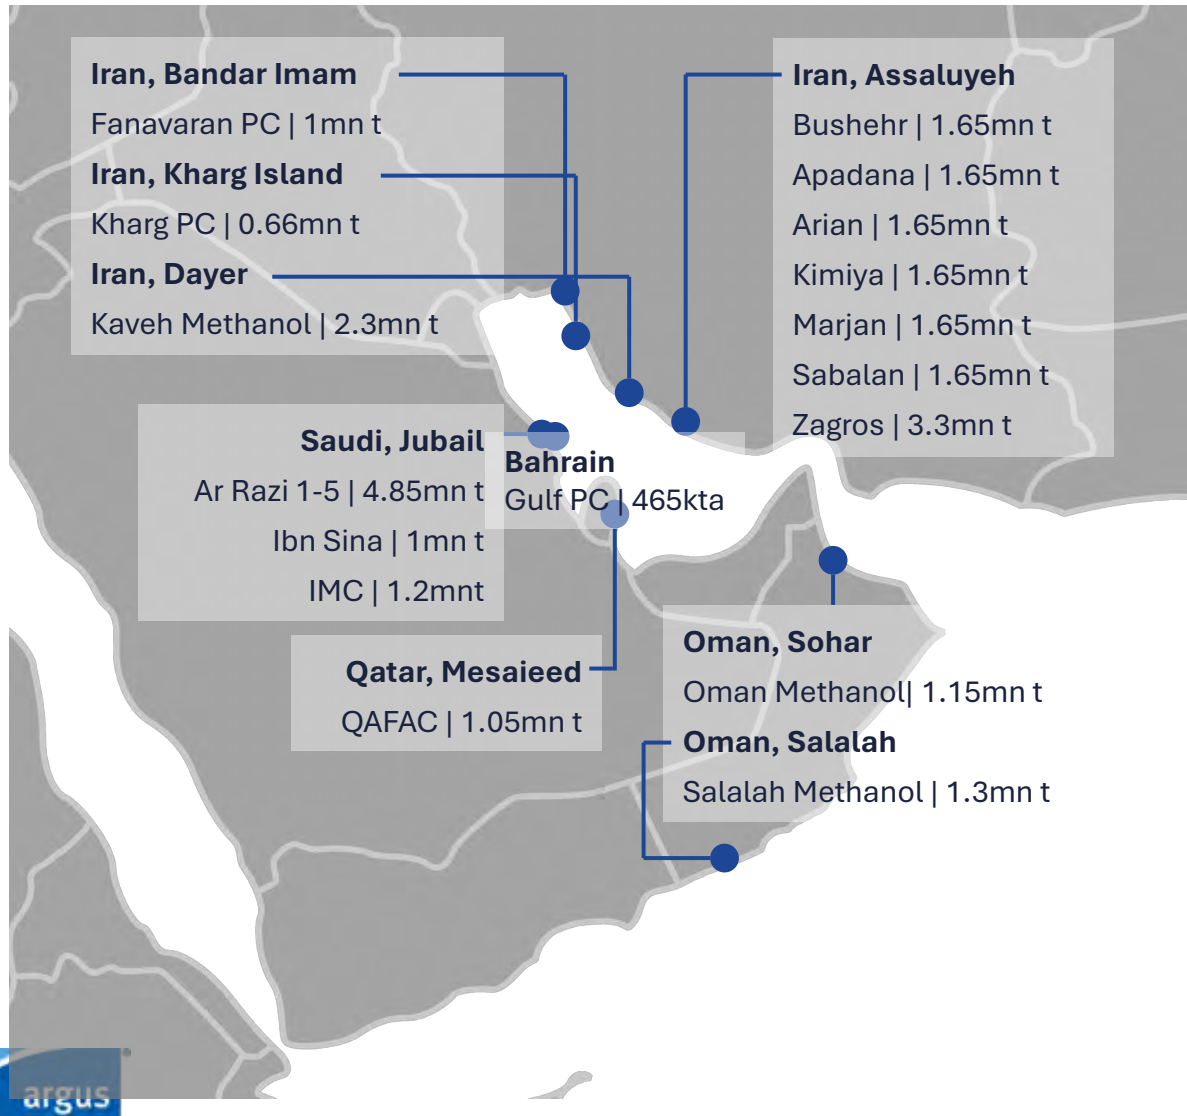 Iran, Bandar Imam
Fanavaran PC | 1mn t
Iran, Kharg Island
Kharg PC | 0.66mn t
Iran, Dayer
Kaveh Methanol | 2.3mn t
Iran, Assaluyeh
Bushehr | 1.65mn t
Apadana | 1.65mn t
Arian | 1.65mn t
Kimiya | 1.65mn t
Marjan | 1.65mn t
Sabalan | 1.65mn t
Zagros | 3.3mn t
Saudi, Jubail
Ar Razi 1-5 | 4.85mn t
Ibn Sina | 1mn t
IMC | 1.2mnt
Bahrain
Gulf PC | 465kta
Qatar, Mesaieed
QAFAC | 1.05mn t
Oman, Sohar
Oman Methanol| 1.15mn t
Oman, Salalah
Salalah Methanol | 1.3mn t
argus